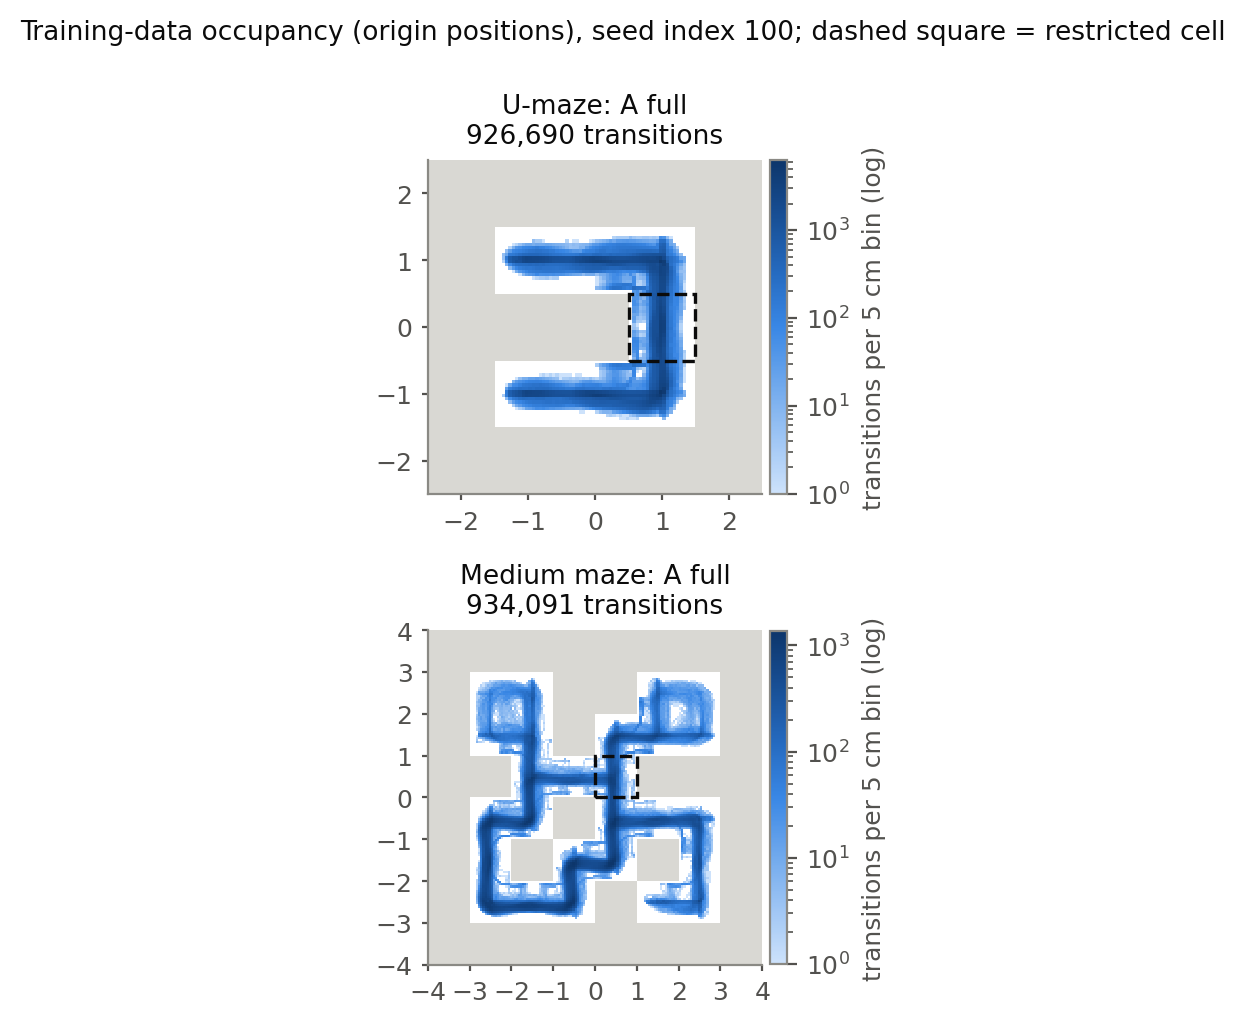 Training-data occupancy (origin positions), seed index 100; dashed square = restricted cell
U-maze: A full
926,690 transitions
2
1
0
−1
−2
−2 −1 0 1 2
10³
10²
10¹
10⁰
transitions per 5 cm bin (log)
Medium maze: A full
934,091 transitions
4
3
2
1
0
−1
−2
−3
−4
−4 −3 −2 −1 0 1 2 3 4
10³
10²
10¹
10⁰
transitions per 5 cm bin (log)